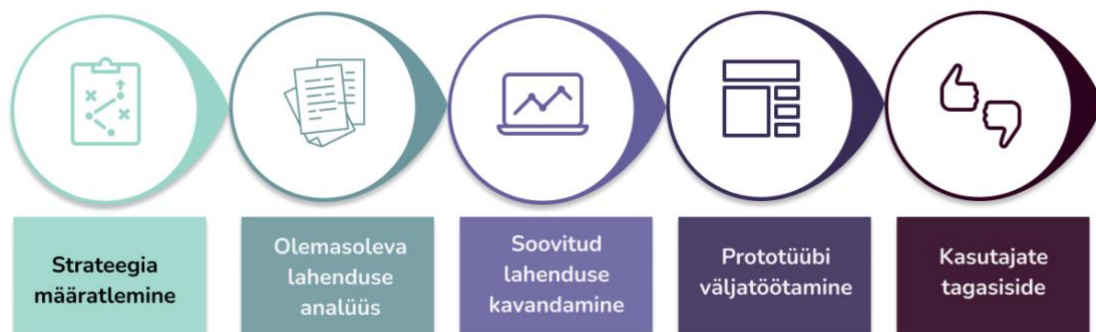 Strateegia
määratlemine
Olemasoleva
lahenduse
analüüs
Soovitud
lahenduse
kavandamine
Prototüübi
väljatöötamine
Kasutajate
tagasiside